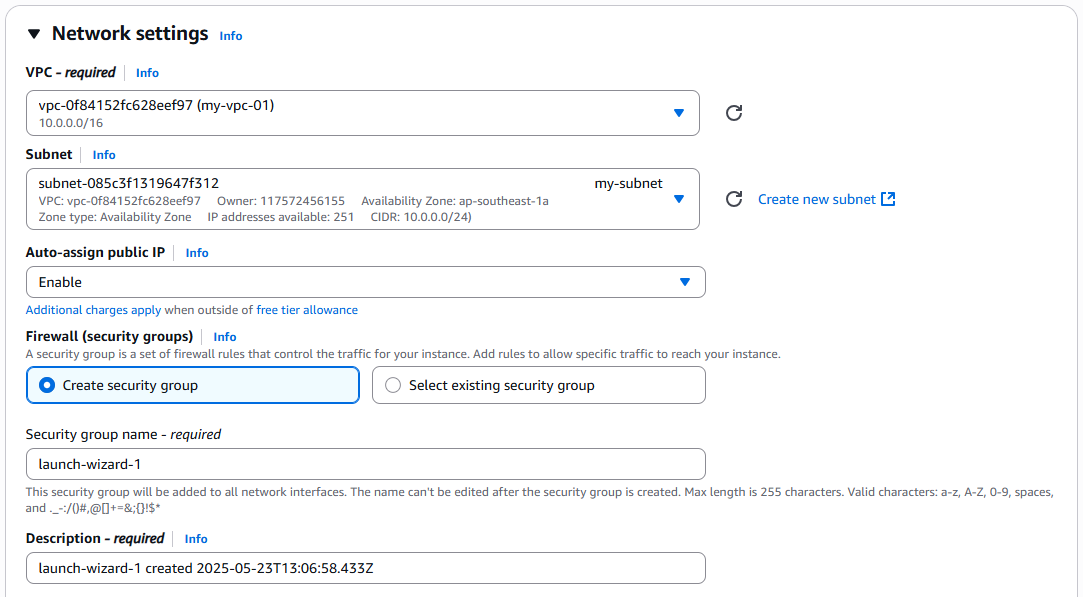 Network settings Info
VPC - required Info
vpc-0f84152fc628eef97 (my-vpc-01)
10.0.0.0/16
Subnet Info
subnet-085c3f1319647f312 my-subnet
VPC: vpc-0f84152fc628eef97 Owner: 117572456155 Availability Zone: ap-southeast-1a
Zone type: Availability Zone IP addresses available: 251 CIDR: 10.0.0.0/24)
Create new subnet
Auto-assign public IP Info
Enable
Additional charges apply when outside of free tier allowance
Firewall (security groups) Info
A security group is a set of firewall rules that control the traffic for your instance. Add rules to allow specific traffic to reach your instance.
Create security group Select existing security group
Security group name - required
launch-wizard-1
This security group will be added to all network interfaces. The name can't be edited after the security group is created. Max length is 255 characters. Valid characters: a-z, A-Z, 0-9, spaces,
and ._-:/()#,@[]+=&;{}!$*
Description - required Info
launch-wizard-1 created 2025-05-23T13:06:58.433Z